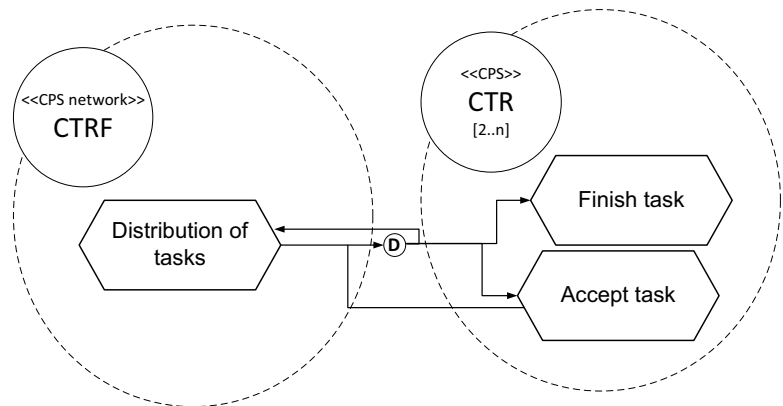 <<CPS network>>
CTRF
<<CPS>>
CTR
[2..n]
Distribution of
tasks
D
Finish task
Accept task